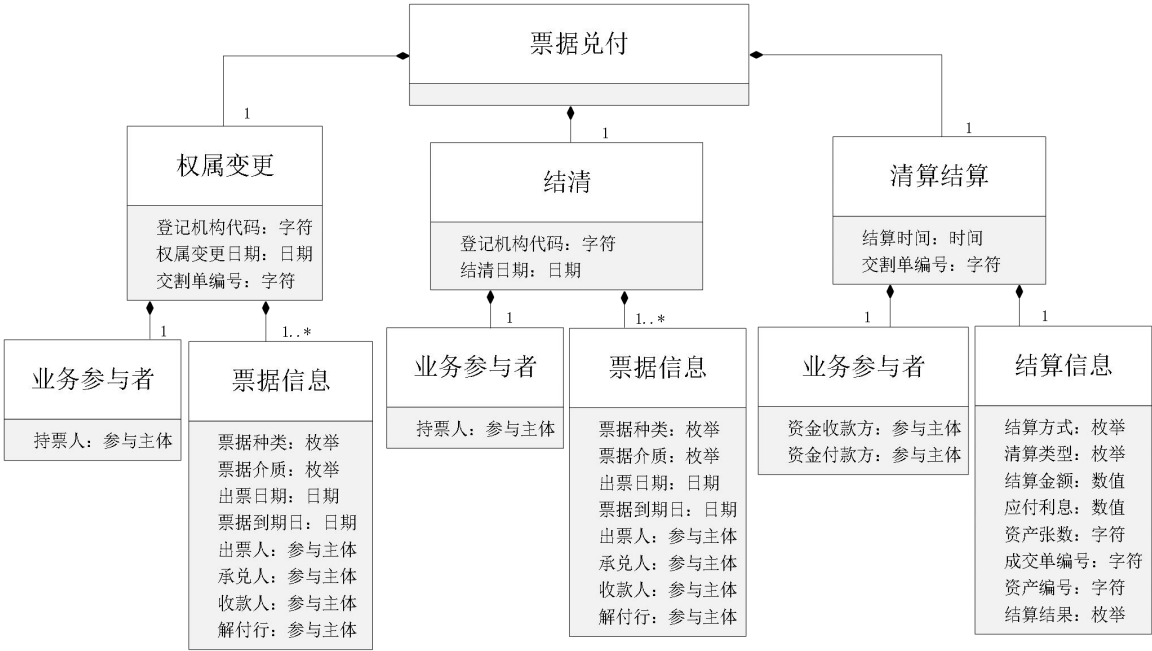 票据兑付
1
1
1
权属变更
登记机构代码：字符
权属变更日期：日期
交割单编号：字符
结清
登记机构代码：字符
结清日期：日期
清算结算
结算时间：时间
交割单编号：字符
1
1..*
1
1..*
1
1
业务参与者
持票人：参与主体
票据信息
票据种类：枚举
票据介质：枚举
出票日期：日期
票据到期日：日期
出票人：参与主体
承兑人：参与主体
收款人：参与主体
解付行：参与主体
业务参与者
持票人：参与主体
票据信息
票据种类：枚举
票据介质：枚举
出票日期：日期
票据到期日：日期
出票人：参与主体
承兑人：参与主体
收款人：参与主体
解付行：参与主体
业务参与者
资金收款方：参与主体
资金付款方：参与主体
结算信息
结算方式：枚举
清算类型：枚举
结算金额：数值
应付利息：数值
资产张数：字符
成交单编号：字符
资产编号：字符
结算结果：枚举